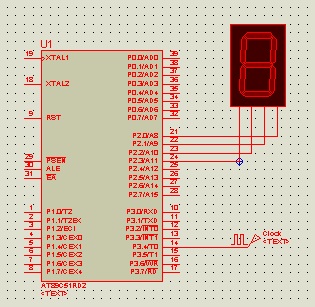 U1
19 XTAL1
18 XTAL2
9 RST
29 PSEN
30 ALE
31 EA
1 P1.0/T2
2 P1.1/T2EX
3 P1.2/ECI
4 P1.3/CEX0
5 P1.4/CEX1
6 P1.5/CEX2
7 P1.6/CEX3
8 P1.7/CEX4
P0.0/AD0 39
P0.1/AD1 38
P0.2/AD2 37
P0.3/AD3 36
P0.4/AD4 35
P0.5/AD5 34
P0.6/AD6 33
P0.7/AD7 32
P2.0/A8 21
P2.1/A9 22
P2.2/A10 23
P2.3/A11 24
P2.4/A12 25
P2.5/A13 26
P2.6/A14 27
P2.7/A15 28
P3.0/RXD 10
P3.1/TXD 11
P3.2/INT0 12
P3.3/INT1 13
P3.4/T0 14
P3.5/T1 15
P3.6/WR 16
P3.7/RD 17
AT89C51RD2
<TEXT>
Clock
<TEXT>